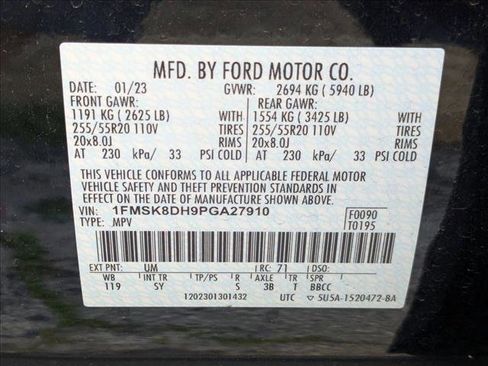 MFD. BY FORD MOTOR CO.
DATE: 01/23 GVWR: 2694 KG ( 5940 LB)
FRONT GAWR: REAR GAWR:
1191 KG ( 2625 LB) WITH 1554 KG ( 3425 LB) WITH
255/55R20 110V TIRES 255/55R20 110V TIRES
20x8.0J RIMS 20x8.0J RIMS
AT 230 kPa/ 33 PSI COLD AT 230 kPa/ 33 PSI COLD
THIS VEHICLE CONFORMS TO ALL APPLICABLE FEDERAL MOTOR
VEHICLE SAFETY AND THEFT PREVENTION STANDARDS IN
EFFECT ON THE DATE OF MANUFACTURE SHOWN ABOVE.
VIN: 1FMSK8DH9PGA27910 F0090
TYPE: MPV T0195
EXT PNT: UM RC: 71 DSO:
WB BRK INT TR TP/PS R AXLE TR SPR
119 SY S 3B T BBCC
1202301301432 UTC ▽ 5U5A-1520472-8A